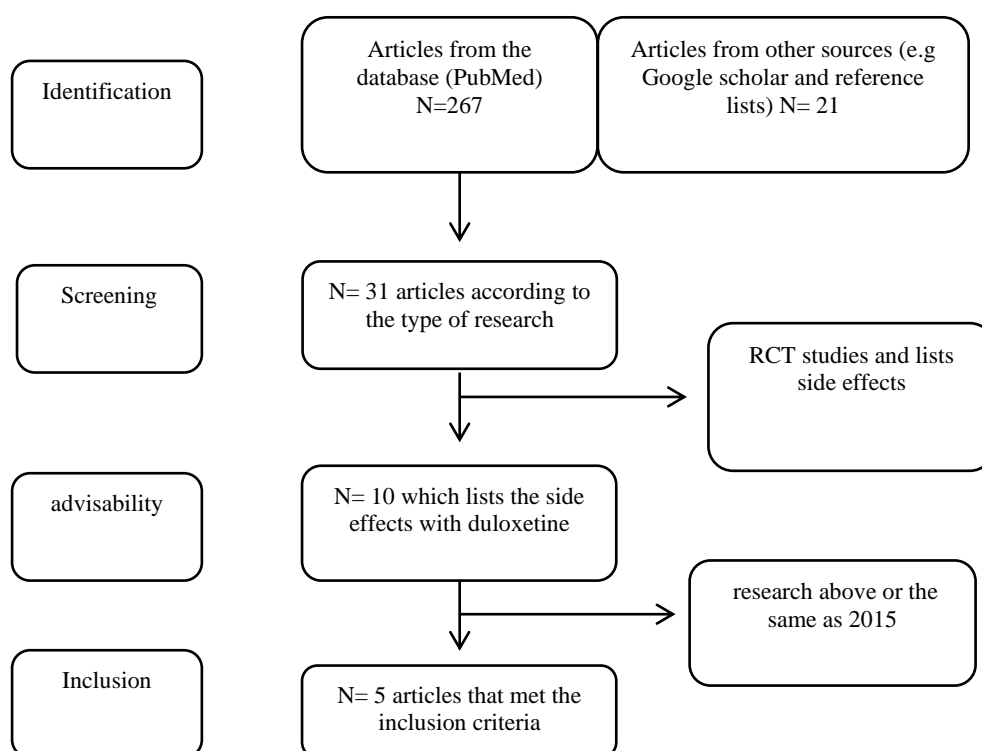 Identification
Articles from the
database (PubMed)
N=267
Articles from other sources (e.g
Google scholar and reference
lists) N= 21
Screening
N= 31 articles according to
the type of research
RCT studies and lists
side effects
advisability
N= 10 which lists the side
effects with duloxetine
research above or the
same as 2015
Inclusion
N= 5 articles that met the
inclusion criteria